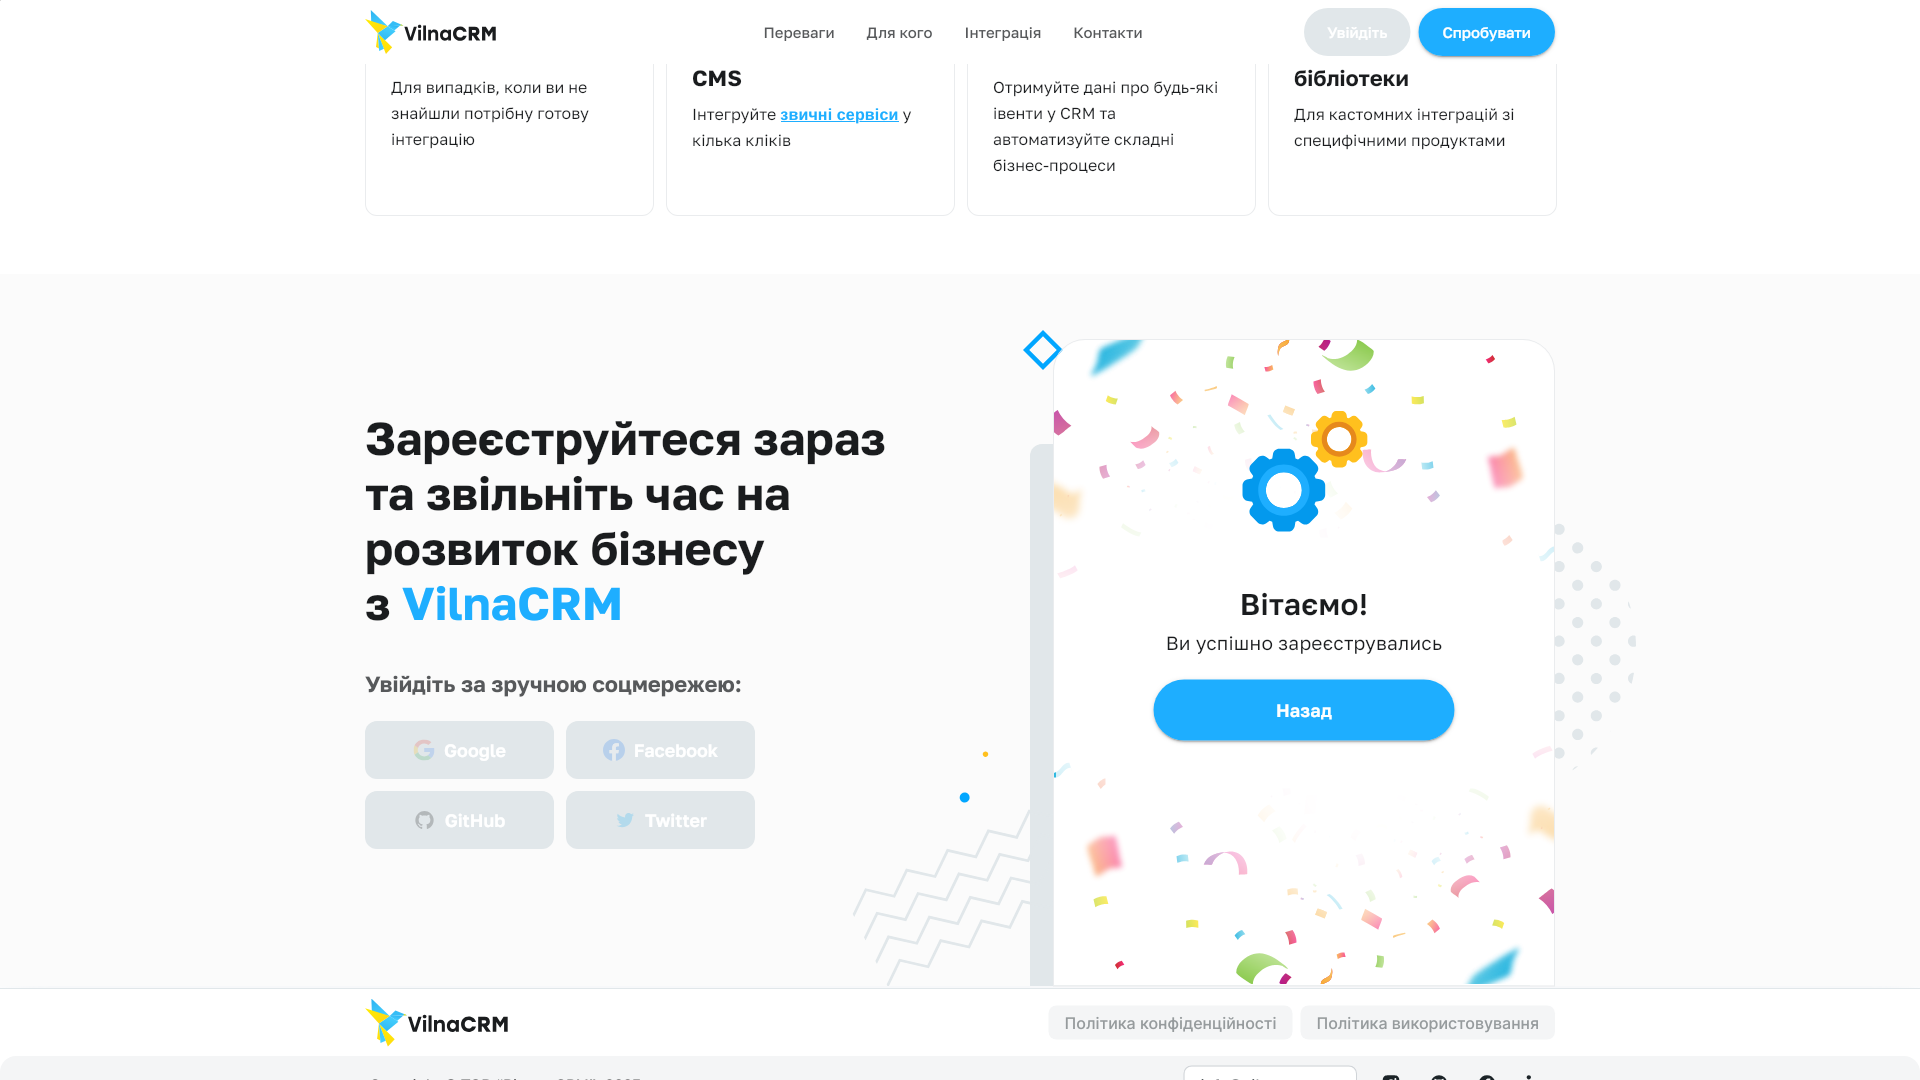 VilnaCRM
Переваги
Для кого
Інтеграція
Контакти
Увійдіть
Спробувати
Для випадків, коли ви не
знайшли потрібну готову
інтеграцію
CMS
Інтегруйте звичні сервіси у
кілька кліків
Отримуйте дані про будь-які
івенти у CRM та
автоматизуйте складні
бізнес-процеси
бібліотеки
Для кастомних інтеграцій зі
специфічними продуктами
Зареєструйтеся зараз
та звільніть час на
розвиток бізнесу
з VilnaCRM
Увійдіть за зручною соцмережею:
Google
Facebook
GitHub
Twitter
Вітаємо!
Ви успішно зареєструвались
Назад
VilnaCRM
Політика конфіденційності
Політика використовування